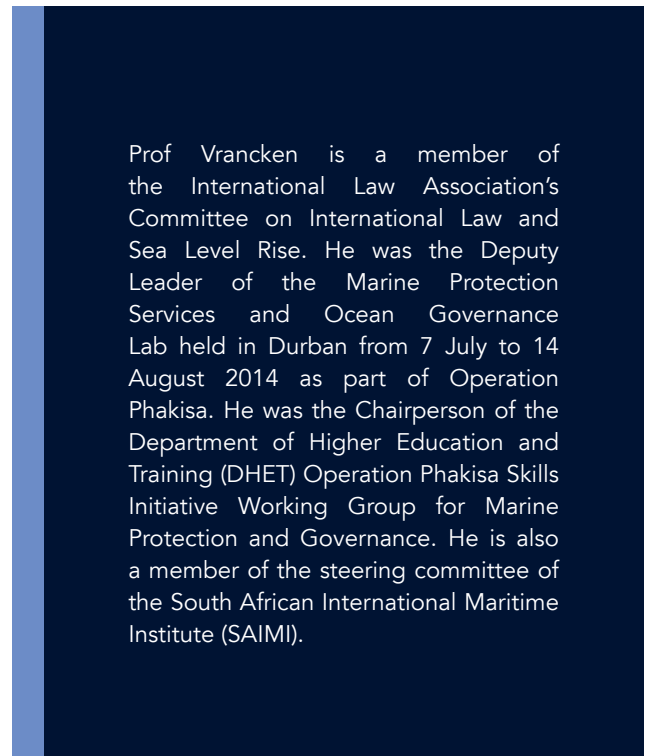 Prof Vrancken is a member of
the International Law Association’s
Committee on International Law and
Sea Level Rise. He was the Deputy
Leader of the Marine Protection
Services and Ocean Governance
Lab held in Durban from 7 July to 14
August 2014 as part of Operation
Phakisa. He was the Chairperson of the
Department of Higher Education and
Training (DHET) Operation Phakisa Skills
Initiative Working Group for Marine
Protection and Governance. He is also
a member of the steering committee of
the South African International Maritime
Institute (SAIMI).